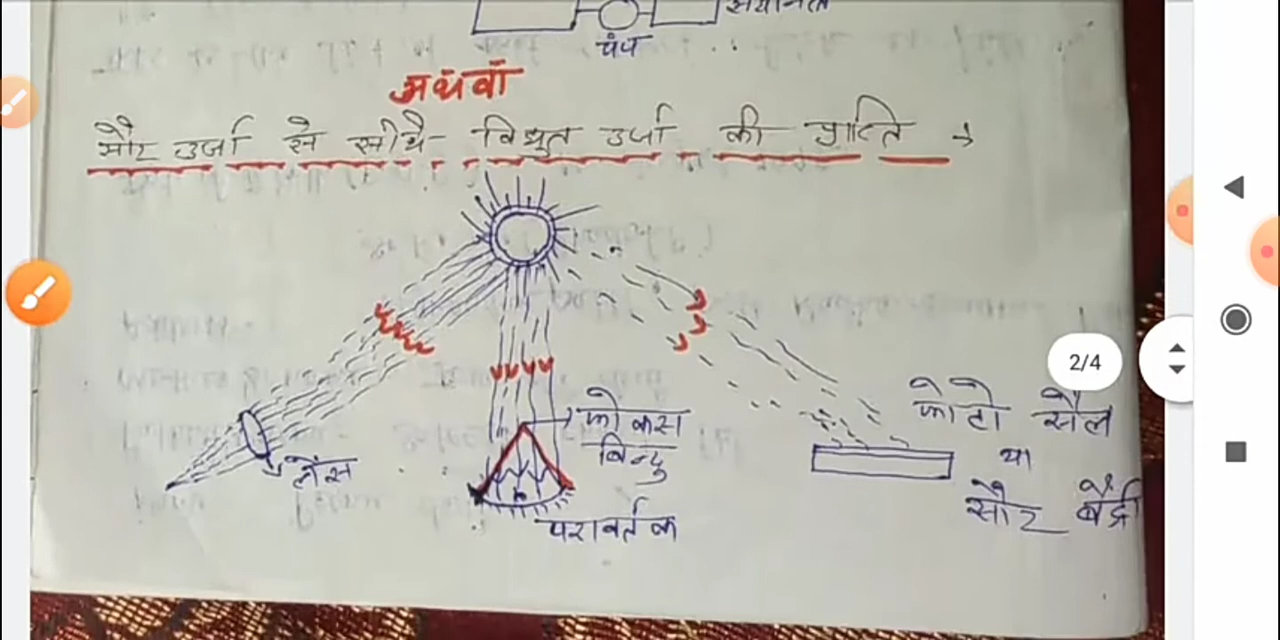 पंप
अथवा
सौर उर्जा से सीधे विधुत उर्जा की प्राप्ति →
2/4
फोकस
बिन्दु
फोटो सैल
या
सौर बैट्री
लैंस
परावर्तक